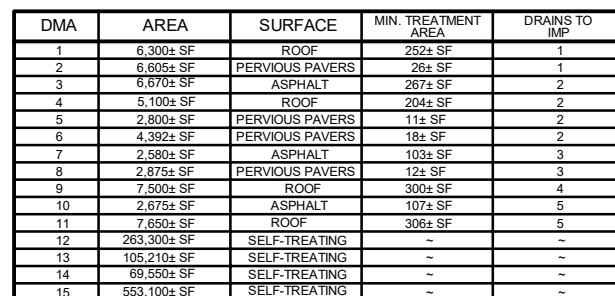 DMA AREA SURFACE MIN. TREATMENT AREA DRAINS TO IMP
1 6,300± SF ROOF 252± SF 1
2 6,605± SF PERVIOUS PAVERS 26± SF 1
3 6,670± SF ASPHALT 267± SF 2
4 5,100± SF ROOF 204± SF 2
5 2,800± SF PERVIOUS PAVERS 11± SF 2
6 4,392± SF PERVIOUS PAVERS 18± SF 2
7 2,580± SF ASPHALT 103± SF 3
8 2,875± SF PERVIOUS PAVERS 12± SF 3
9 7,500± SF ROOF 300± SF 4
10 2,675± SF ASPHALT 107± SF 5
11 7,650± SF ROOF 306± SF 5
12 263,300± SF SELF-TREATING ~ ~
13 105,210± SF SELF-TREATING ~ ~
14 69,550± SF SELF-TREATING ~ ~
15 553,100± SF SELF-TREATING ~ ~